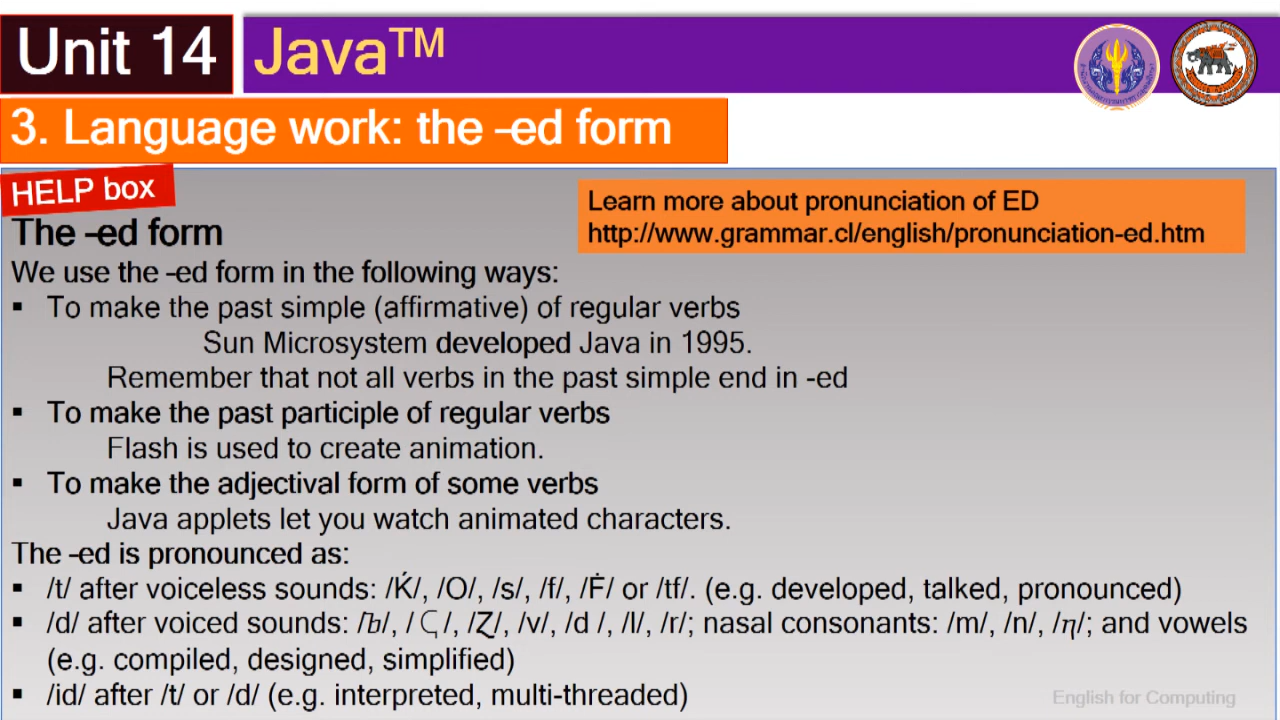 Unit 14
Java™
3. Language work: the –ed form
HELP box
Learn more about pronunciation of ED
http://www.grammar.cl/english/pronunciation-ed.htm
The –ed form
We use the –ed form in the following ways:
▪ To make the past simple (affirmative) of regular verbs
Sun Microsystem developed Java in 1995.
Remember that not all verbs in the past simple end in -ed
▪ To make the past participle of regular verbs
Flash is used to create animation.
▪ To make the adjectival form of some verbs
Java applets let you watch animated characters.
The –ed is pronounced as:
▪ /t/ after voiceless sounds: /Ḱ/, /O/, /s/, /f/, /Ḟ/ or /tf/. (e.g. developed, talked, pronounced)
▪ /d/ after voiced sounds: /b/, /ʕ/, /Z/, /v/, /d /, /l/, /r/; nasal consonants: /m/, /n/, /η/; and vowels
(e.g. compiled, designed, simplified)
▪ /id/ after /t/ or /d/ (e.g. interpreted, multi-threaded)
English for Computing